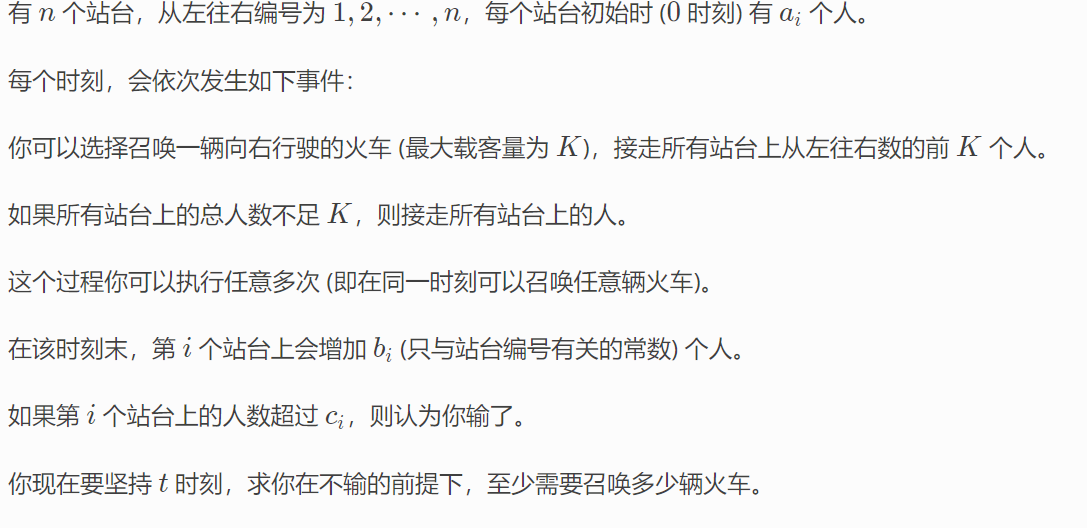 有 n 个站台，从左往右编号为 1, 2, ⋯ , n，每个站台初始时 (0 时刻) 有 a_i 个人。
每个时刻，会依次发生如下事件：
你可以选择召唤一辆向右行驶的火车 (最大载客量为 K)，接走所有站台上从左往右数的前 K 个人。
如果所有站台上的总人数不足 K，则接走所有站台上的人。
这个过程你可以执行任意多次 (即在同一时刻可以召唤任意辆火车)。
在该时刻末，第 i 个站台上会增加 b_i (只与站台编号有关的常数) 个人。
如果第 i 个站台上的人数超过 c_i，则认为你输了。
你现在要坚持 t 时刻，求你在不输的前提下，至少需要召唤多少辆火车。